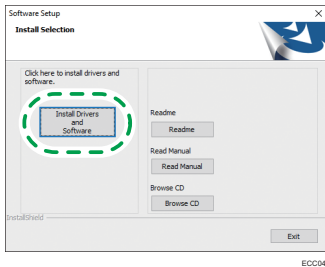 Software Setup
Install Selection
Click here to install drivers and
software.
Install Drivers
and
Software
Readme
Readme
Read Manual
Read Manual
Browse CD
Browse CD
InstallShield
Exit
ECC04